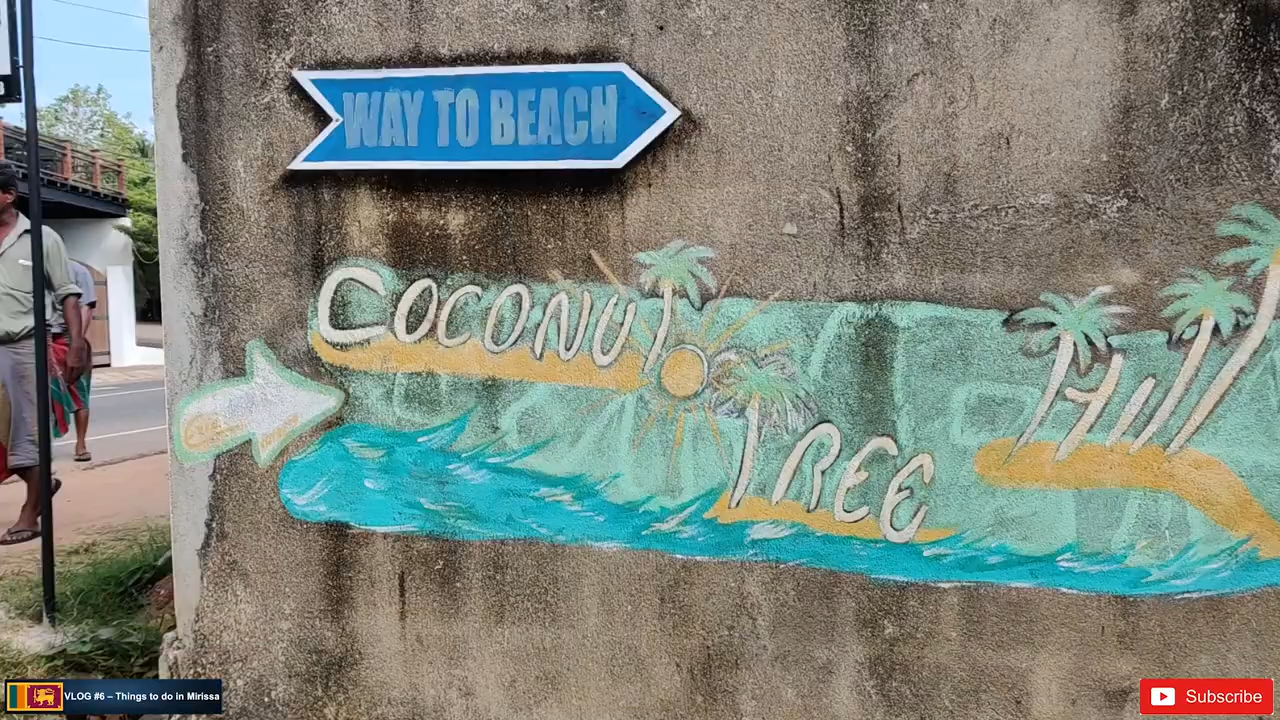 WAY TO BEACH
COCONUT
TREE
Hill
VLOG #6 – Things to do in Mirissa
Subscribe